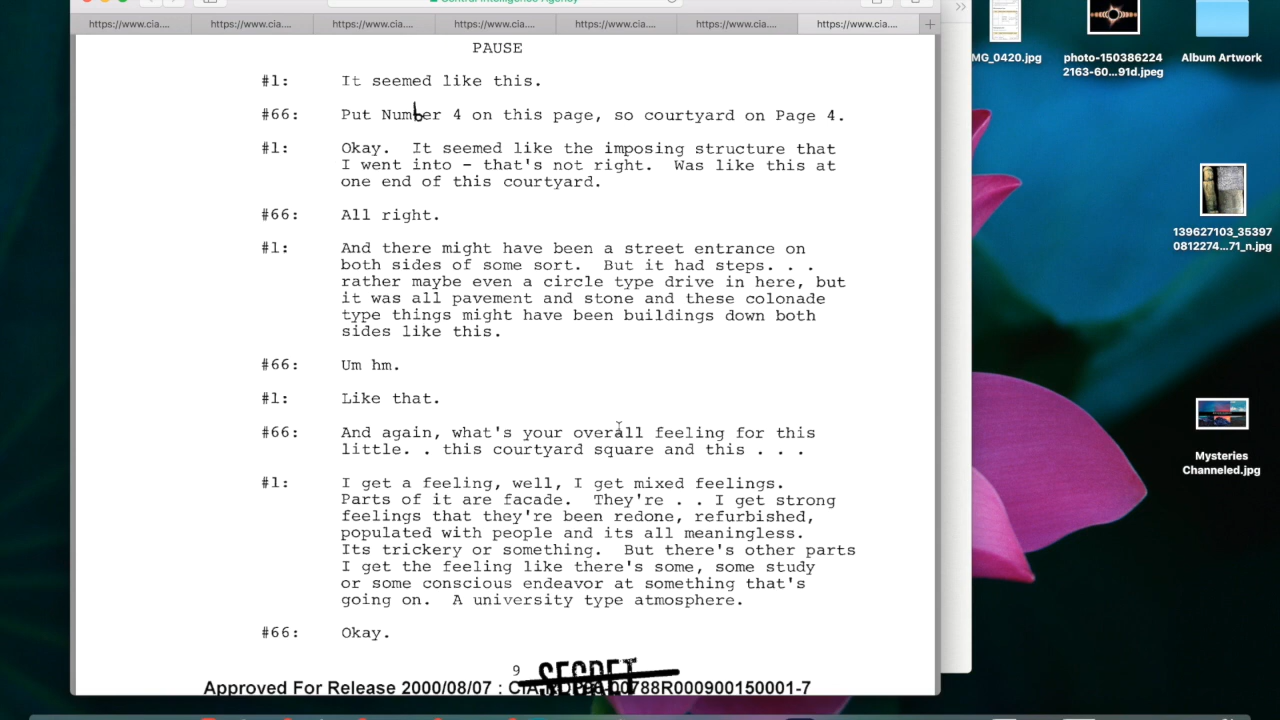 Central Intelligence Agency
https://www.cia.... https://www.cia.... https://www.cia.... https://www.cia.... https://www.cia.... https://www.cia.... https://www.cia....
PAUSE
#1: It seemed like this.
#66: Put Number 4 on this page, so courtyard on Page 4.
#1: Okay. It seemed like the imposing structure that
I went into - that's not right. Was like this at
one end of this courtyard.
#66: All right.
#1: And there might have been a street entrance on
both sides of some sort. But it had steps. . .
rather maybe even a circle type drive in here, but
it was all pavement and stone and these colonade
type things might have been buildings down both
sides like this.
#66: Um hm.
#1: Like that.
#66: And again, what's your overall feeling for this
little. . this courtyard square and this . . .
#1: I get a feeling, well, I get mixed feelings.
Parts of it are facade. They're . . I get strong
feelings that they're been redone, refurbished,
populated with people and its all meaningless.
Its trickery or something. But there's other parts
I get the feeling like there's some, some study
or some conscious endeavor at something that's
going on. A university type atmosphere.
#66: Okay.
9
SECRET
Approved For Release 2000/08/07 : 00788R000900150001-7
MG_0420.jpg
photo-150386224
2163-60...91d.jpeg
Album Artwork
139627103_35397
0812274...71_n.jpg
Mysteries
Channeled.jpg